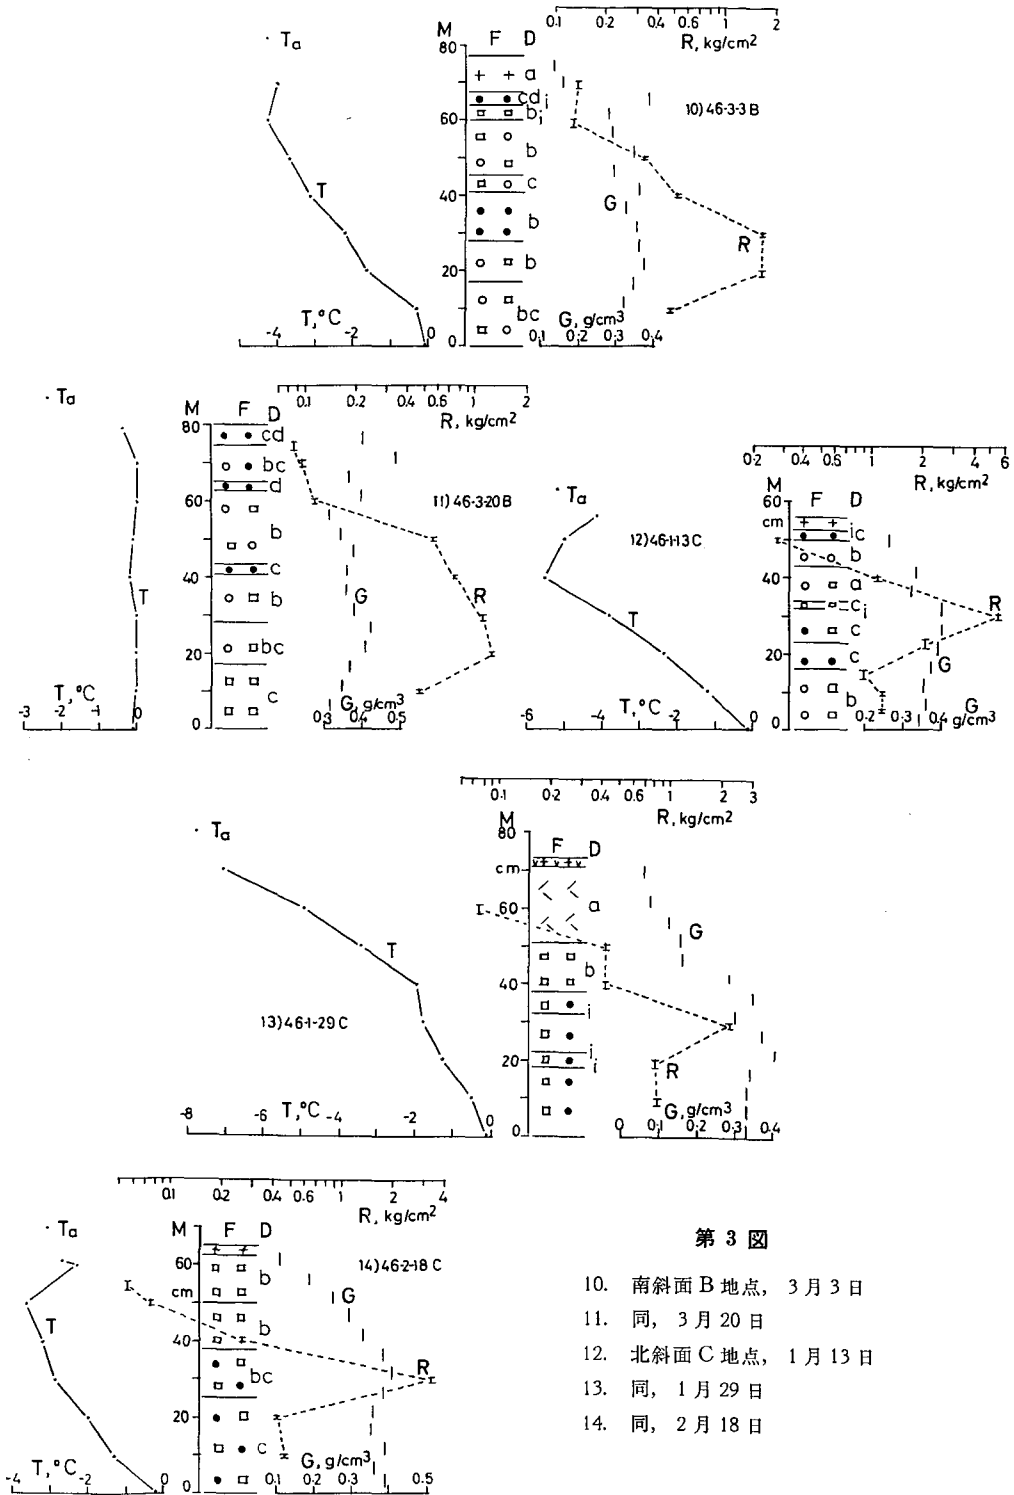 Ta
M F D
0.1 0.2 0.4 0.6 1 2
R, kg/cm2
80
a
cd i
b i
60
b
c
40
b
b
20
bc
0
10) 46-3-3B
T
G
R
T, °C
-4 -2 0
G, g/cm3
0.1 0.2 0.3 0.4
Ta
M F D
0.1 0.2 0.4 0.6 1 2
R, kg/cm2
80
cd
bc
d
60
b
c
40
b
bc
20
c
0
11) 46-3-20B
T
G
R
T, °C
-3 -2 -1 0
G, g/cm3
0.3 0.4 0.5
Ta
M F D
0.2 0.4 0.6 1 2 4 6
R, kg/cm2
60
cm
ic
b
a
40
c i
c
20
c
b
0
12) 46-1-13 C
T
R
G
T, °C
-6 -4 -2 0
0.2 0.3 0.4
G
g/cm3
Ta
M F D
0.1 0.2 0.4 0.6 1 2 3
R, kg/cm2
80
cm
a
60
b
40
i
i
i
20
0
13) 46-1-29 C
T
G
R
T, °C
-8 -6 -4 -2 0
G, g/cm3
0 0.1 0.2 0.3 0.4
Ta
M F D
0.1 0.2 0.4 0.6 1 2 4
R, kg/cm2
60
cm
b
b
40
bc
20
c
0
14) 46-2-18 C
T
G
R
T, °C
-4 -2 0
G, g/cm3
0.1 0.2 0.3 0.5
第 3 図
10. 南斜面 B 地点, 3 月 3 日
11. 同, 3 月 20 日
12. 北斜面 C 地点, 1 月 13 日
13. 同, 1 月 29 日
14. 同, 2 月 18 日